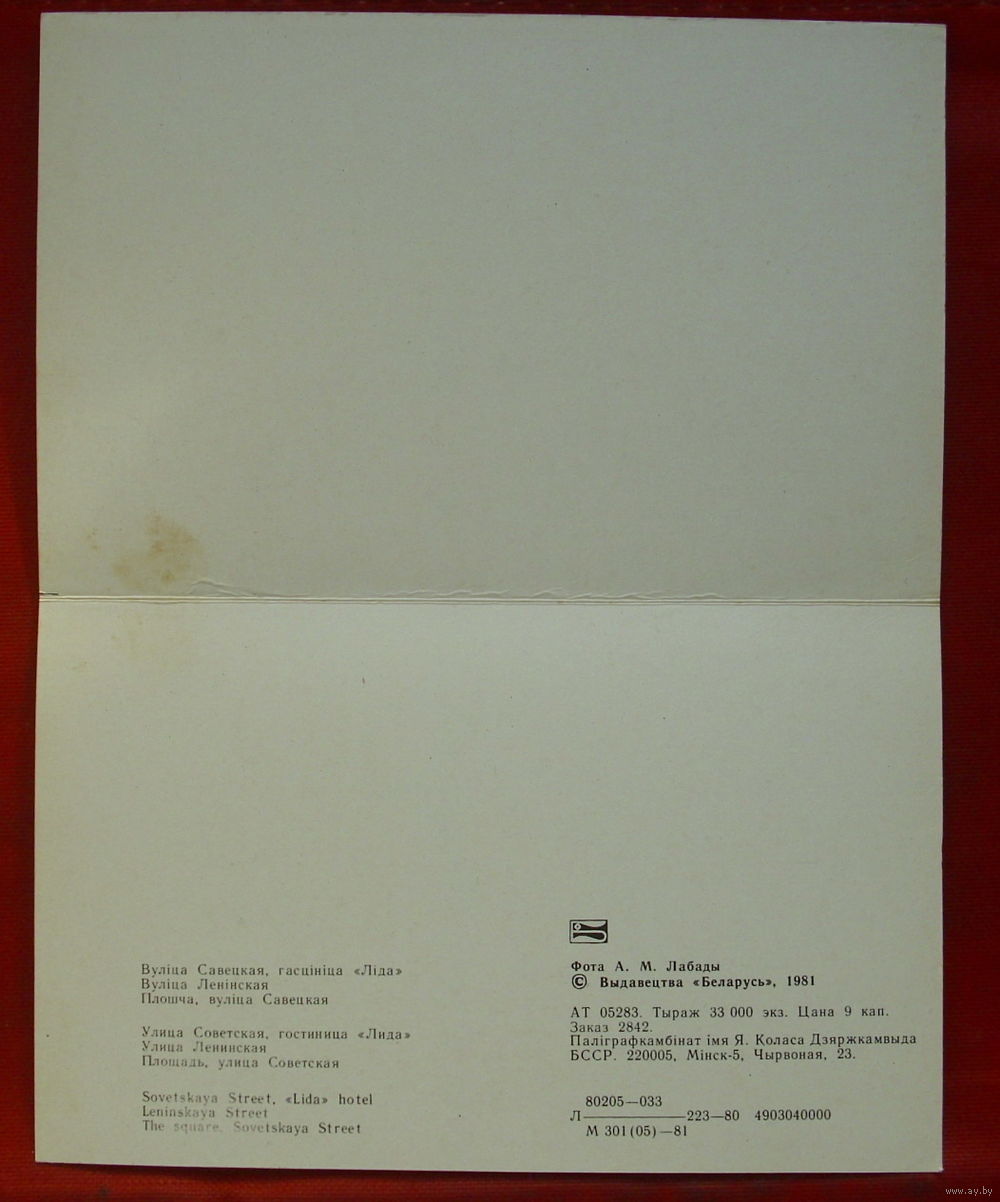 Вуліца Савецкая, гасцініца «Ліда»
Вуліца Ленінская
Плошча, вуліца Савецкая
Улица Советская, гостиница «Лида»
Улица Ленинская
Площадь, улица Советская
Sovetskaya Street, «Lida» hotel
Leninskaya Street
The square. Sovetskaya Street
Фота А. М. Лабады
© Выдавецтва «Беларусь», 1981
АТ 05283. Тыраж 33 000 экз. Цана 9 кап.
Заказ 2842.
Паліграфкамбінат імя Я. Коласа Дзяржкамвыда
БССР. 220005, Мінск-5, Чырвоная, 23.
80205—033
Л————223—80 4903040000
М 301(05)—81
www.ay.by